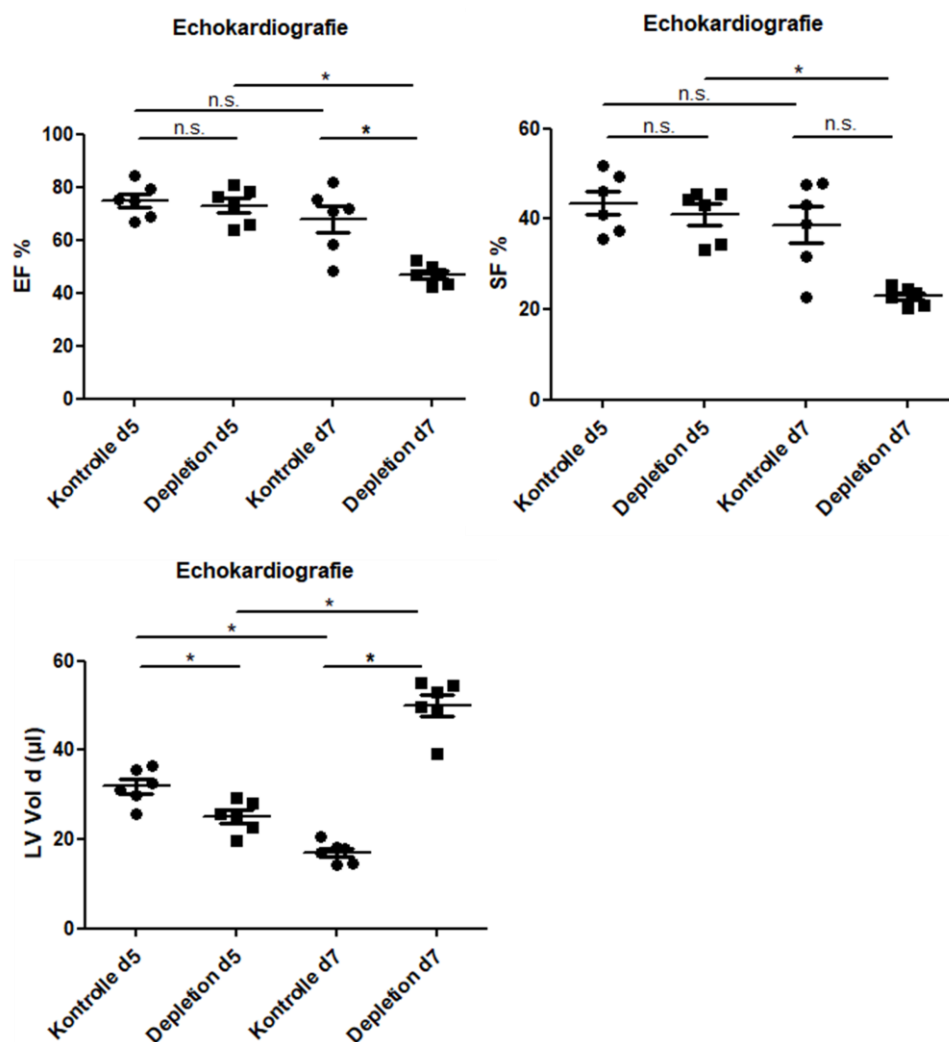 Echokardiografie
*
n.s.
n.s.
*
100
80
60
40
20
0
EF %
Kontrolle d5
Depletion d5
Kontrolle d7
Depletion d7
Echokardiografie
*
n.s.
n.s.
n.s.
60
40
20
0
SF %
Kontrolle d5
Depletion d5
Kontrolle d7
Depletion d7
Echokardiografie
*
*
*
*
60
40
20
0
LV Vol d (µl)
Kontrolle d5
Depletion d5
Kontrolle d7
Depletion d7